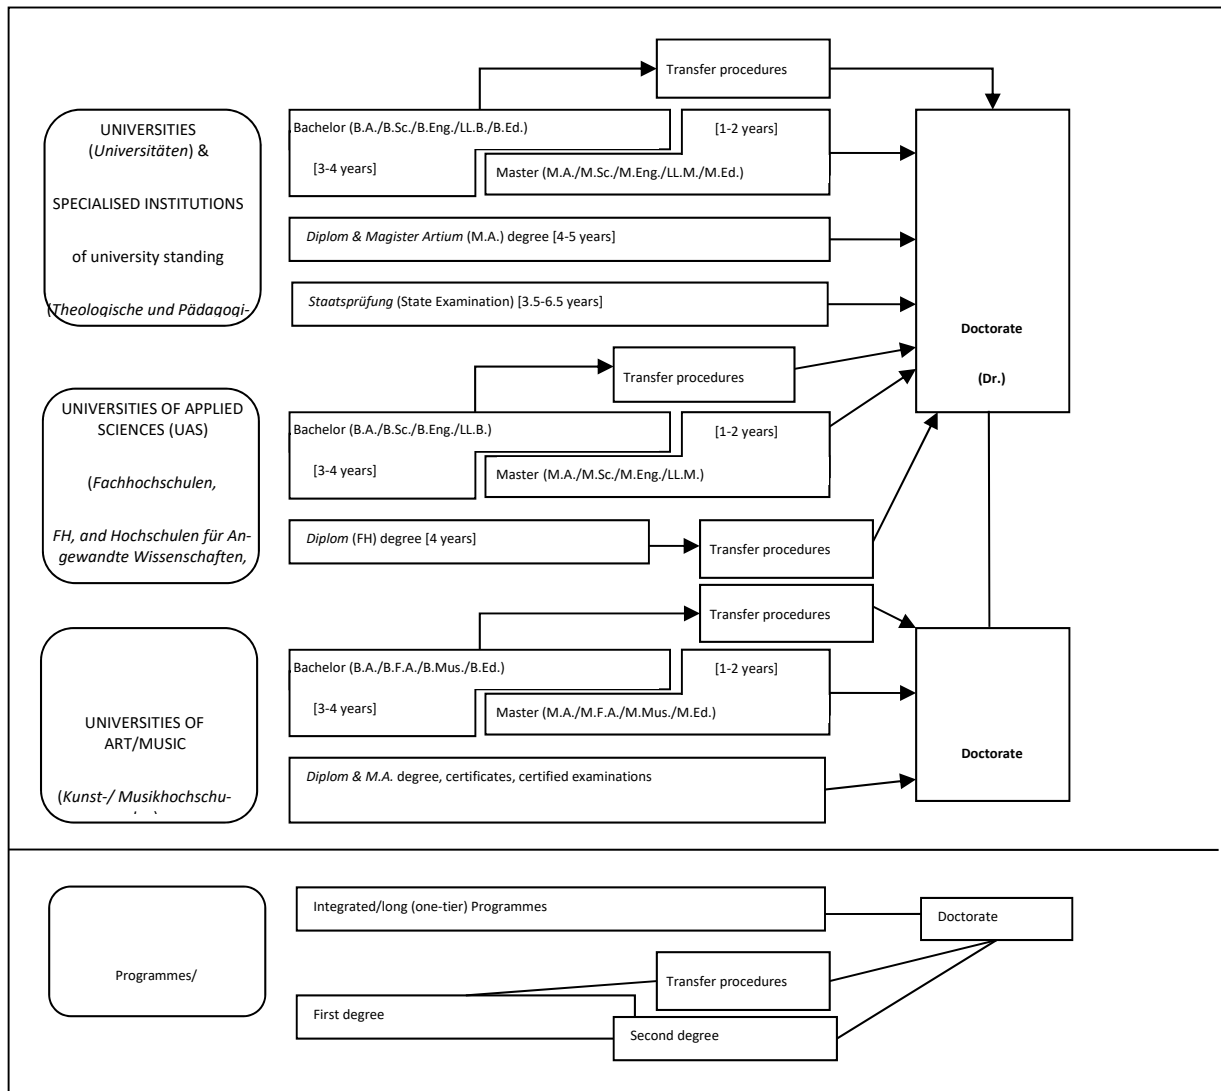 Transfer procedures
UNIVERSITIES
(Universitäten) &
SPECIALISED INSTITUTIONS
of university standing
(Theologische und Pädagogi-
Bachelor (B.A./B.Sc./B.Eng./LL.B./B.Ed.)
[3-4 years]
[1-2 years]
Master (M.A./M.Sc./M.Eng./LL.M./M.Ed.)
Diplom & Magister Artium (M.A.) degree [4-5 years]
Staatsprüfung (State Examination) [3.5-6.5 years]
Doctorate
(Dr.)
Transfer procedures
UNIVERSITIES OF APPLIED
SCIENCES (UAS)
(Fachhochschulen,
FH, and Hochschulen für An-
gewandte Wissenschaften,
Bachelor (B.A./B.Sc./B.Eng./LL.B.)
[3-4 years]
[1-2 years]
Master (M.A./M.Sc./M.Eng./LL.M.)
Diplom (FH) degree [4 years]
Transfer procedures
Transfer procedures
UNIVERSITIES OF
ART/MUSIC
(Kunst-/ Musikhochschu-
Bachelor (B.A./B.F.A./B.Mus./B.Ed.)
[3-4 years]
[1-2 years]
Master (M.A./M.F.A./M.Mus./M.Ed.)
Diplom & M.A. degree, certificates, certified examinations
Doctorate
Programmes/
Integrated/long (one-tier) Programmes
Doctorate
Transfer procedures
First degree
Second degree